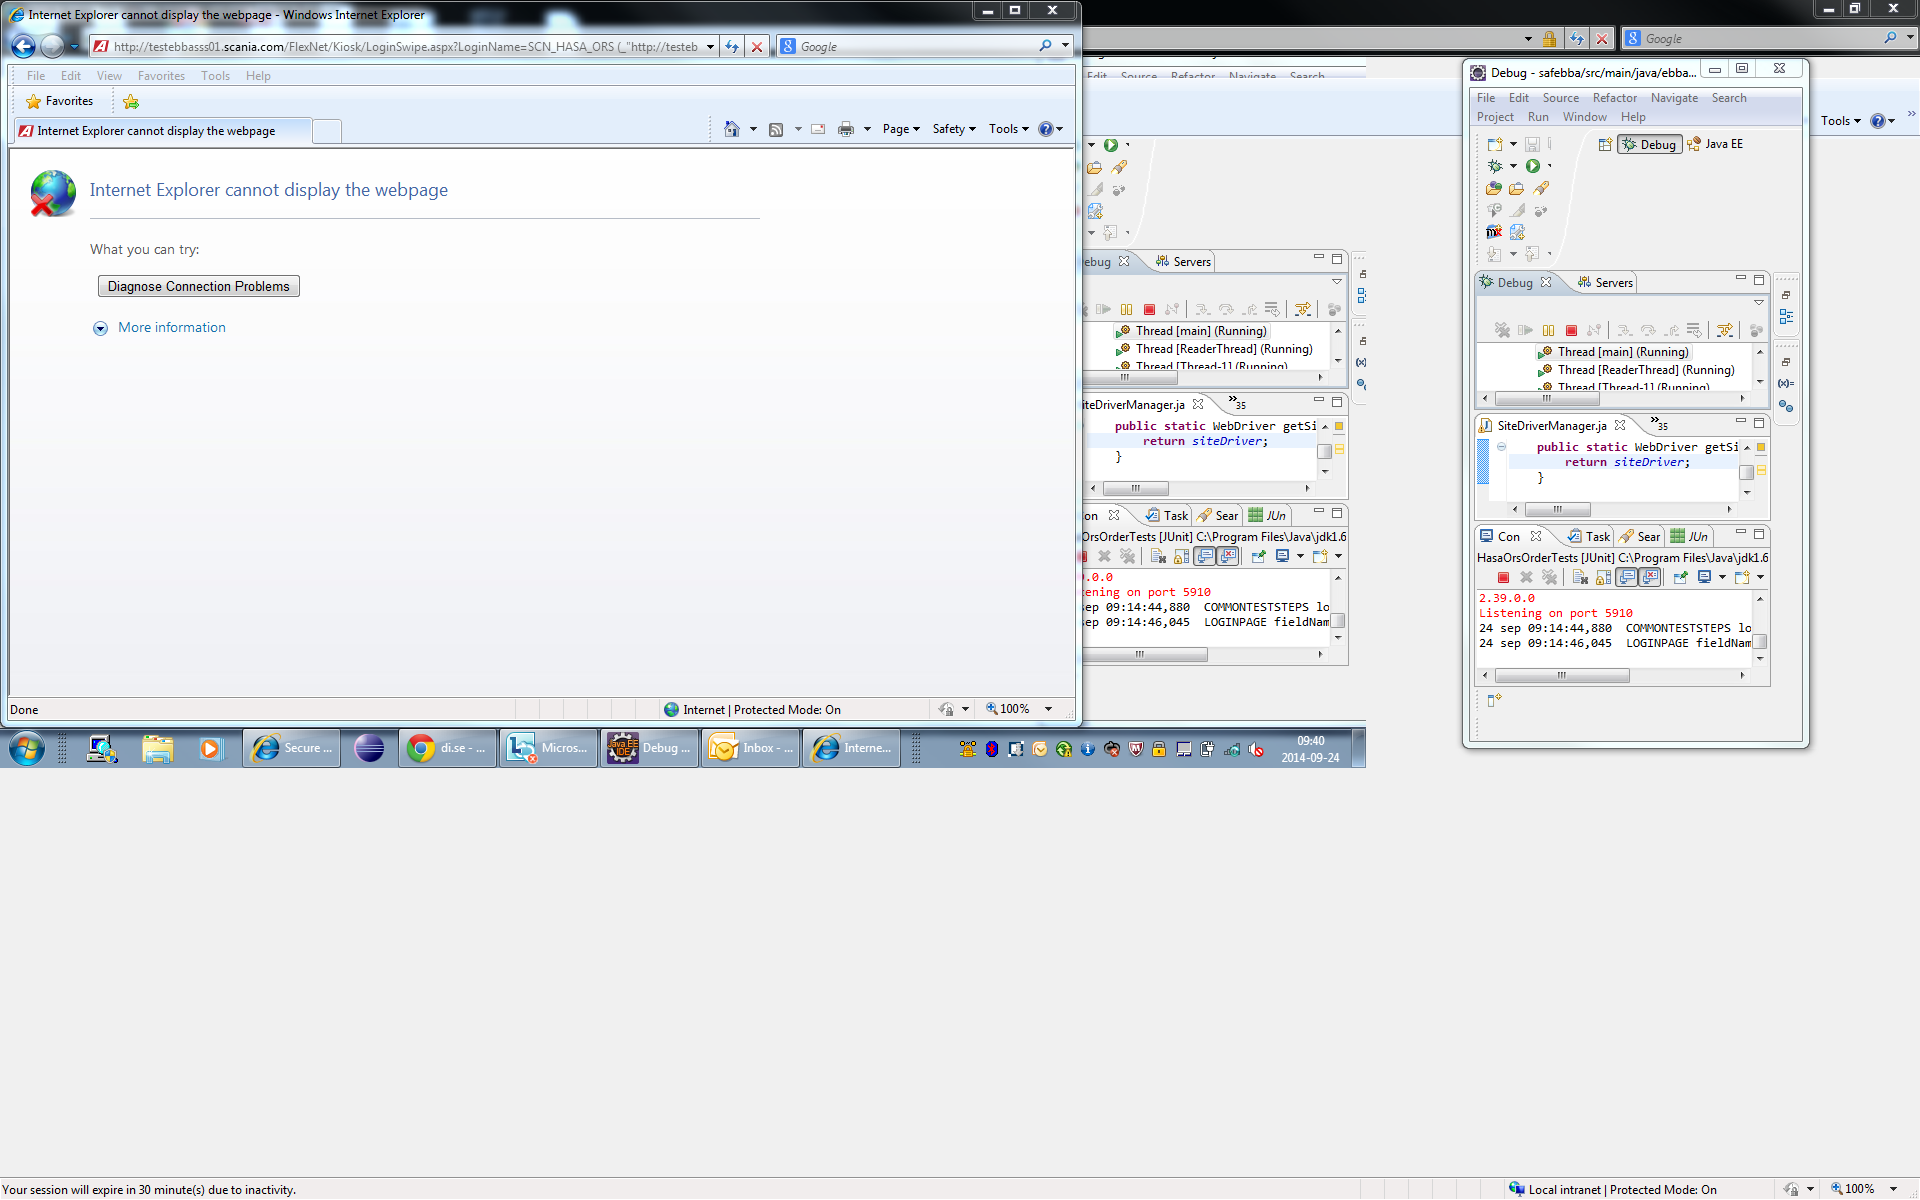 Internet Explorer cannot display the webpage - Windows Internet Explorer
http://testebbasss01.scania.com/FlexNet/Kiosk/LoginSwipe.aspx?LoginName=SCN_HASA_ORS (_"http://testeb
Google
File Edit View Favorites Tools Help
Favorites
Internet Explorer cannot display the webpage
Page Safety Tools
Internet Explorer cannot display the webpage
What you can try:
Diagnose Connection Problems
More information
Done
Internet | Protected Mode: On
100%
Google
Edit Source Refactor Navigate Search
ebug
Servers
Thread [main] (Running)
Thread [ReaderThread] (Running)
Thread [Thread-1] (Running)
iteDriverManager.ja
35
public static WebDriver getSi
return siteDriver;
}
on Task Sear JUn
OrsOrderTests [JUnit] C:\Program Files\Java\jdk1.6
.0.0
ening on port 5910
sep 09:14:44,880 COMMONTESTSTEPS lo
sep 09:14:46,045 LOGINPAGE fieldNam
Debug - safebba/src/main/java/ebba...
File Edit Source Refactor Navigate Search
Project Run Window Help
Debug Java EE
Debug
Servers
Thread [main] (Running)
Thread [ReaderThread] (Running)
Thread [Thread-1] (Running)
SiteDriverManager.ja
35
public static WebDriver getSi
return siteDriver;
}
Con Task Sear JUn
HasaOrsOrderTests [JUnit] C:\Program Files\Java\jdk1.6
2.39.0.0
Listening on port 5910
24 sep 09:14:44,880 COMMONTESTSTEPS lo
24 sep 09:14:46,045 LOGINPAGE fieldNam
Tools
Secure ...
di.se - ...
Micros...
Java EE IDE
Debug ...
Inbox - ...
Interne...
09:40
2014-09-24
Your session will expire in 30 minute(s) due to inactivity.
Local intranet | Protected Mode: On
100%